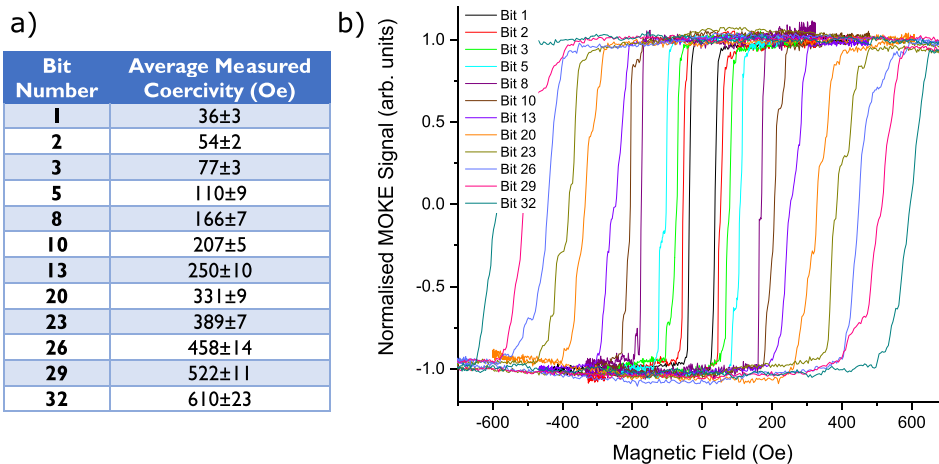 a)
Bit Number Average Measured Coercivity (Oe)
1 36±3
2 54±2
3 77±3
5 110±9
8 166±7
10 207±5
13 250±10
20 331±9
23 389±7
26 458±14
29 522±11
32 610±23
b)
Normalised MOKE Signal (arb. units)
1.0
0.5
0.0
-0.5
-1.0
Bit 1
Bit 2
Bit 3
Bit 5
Bit 8
Bit 10
Bit 13
Bit 20
Bit 23
Bit 26
Bit 29
Bit 32
-600 -400 -200 0 200 400 600
Magnetic Field (Oe)